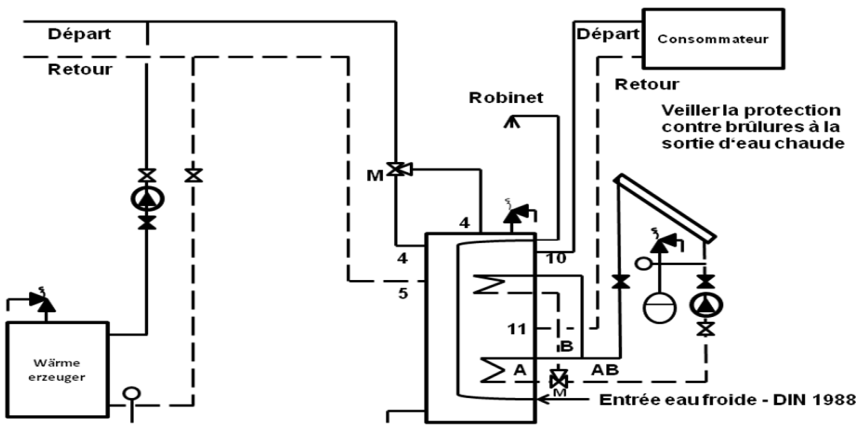 Départ
Retour
Départ
Consommateur
Retour
Robinet
Veiller la protection
contre brûlures à la
sortie d'eau chaude
M
4
S
4
10
S
5
S
11
B
A
AB
M
Wärme
erzeuger
Entrée eau froide - DIN 1988